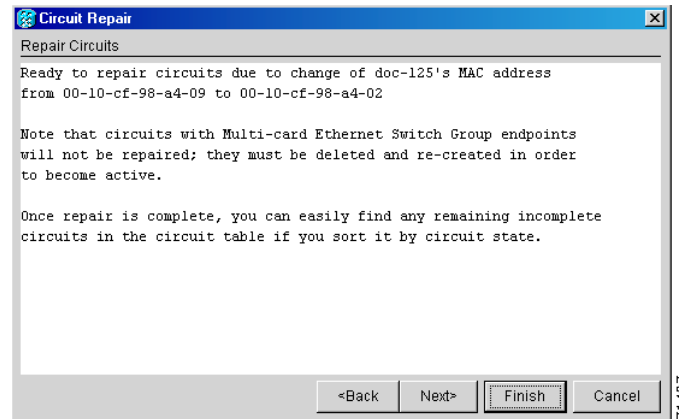 Circuit Repair
Repair Circuits
Ready to repair circuits due to change of doc-125's MAC address
from 00-10-cf-98-a4-09 to 00-10-cf-98-a4-02
Note that circuits with Multi-card Ethernet Switch Group endpoints
will not be repaired; they must be deleted and re-created in order
to become active.
Once repair is complete, you can easily find any remaining incomplete
circuits in the circuit table if you sort it by circuit state.
<Back Next> Finish Cancel